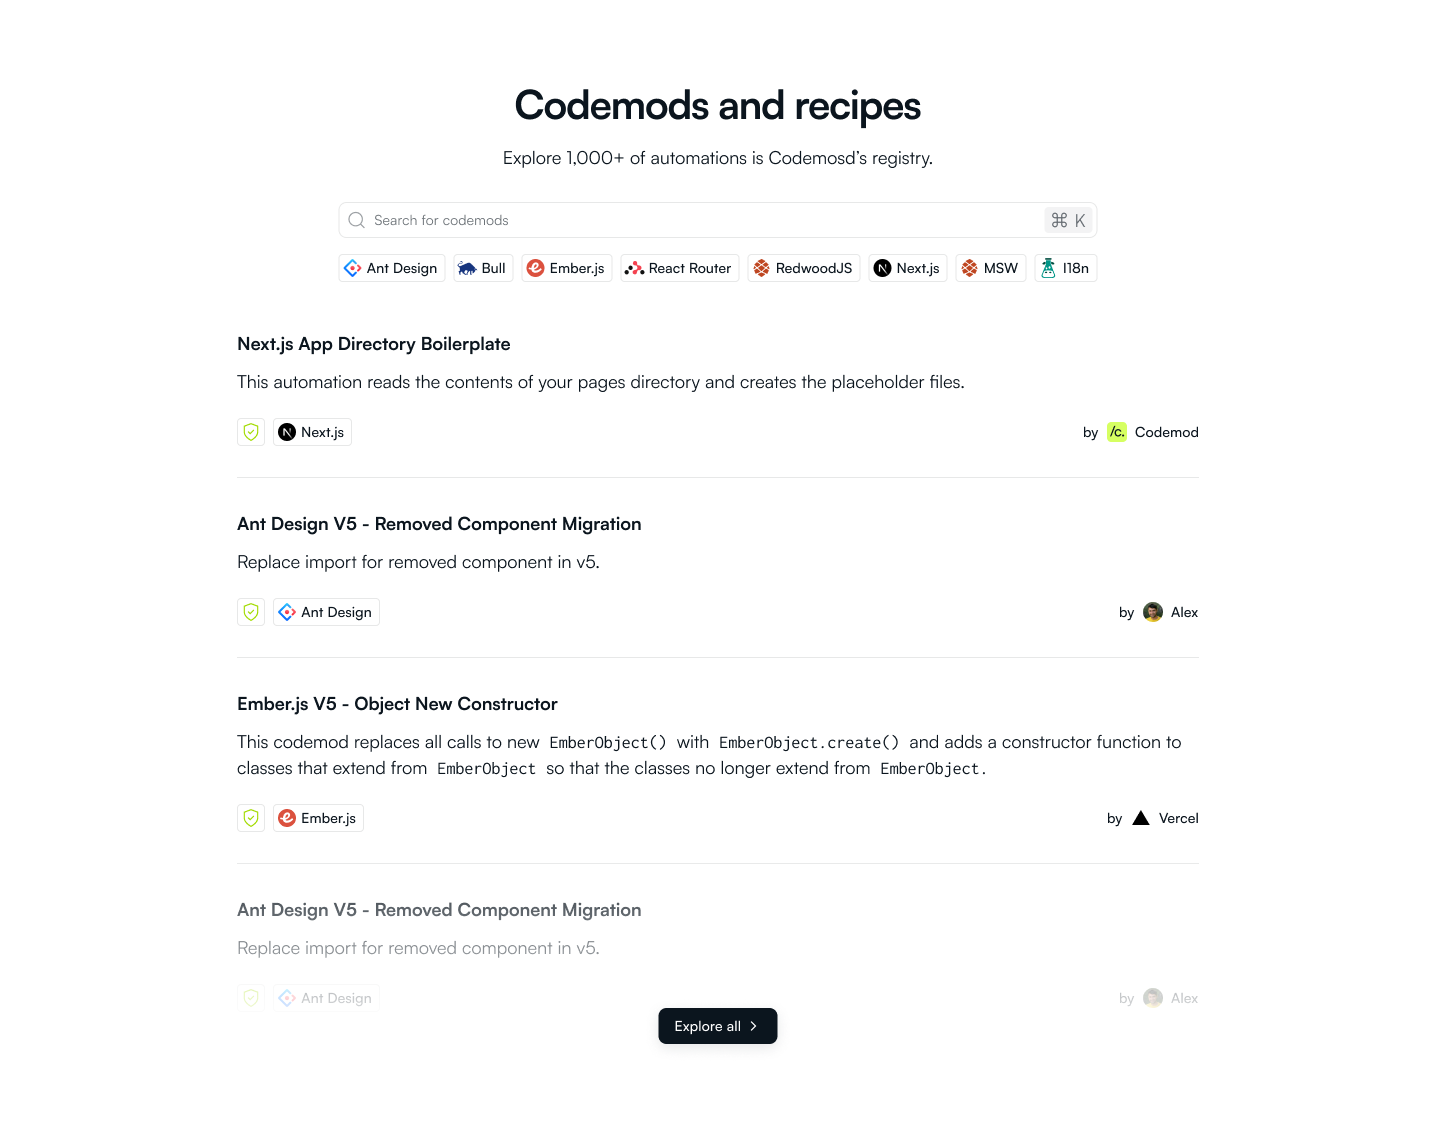 Codemods and recipes
Explore 1,000+ of automations is Codemosd’s registry.
Search for codemods ⌘ K
Ant Design Bull Ember.js React Router RedwoodJS Next.js MSW I18n
Next.js App Directory Boilerplate
This automation reads the contents of your pages directory and creates the placeholder files.
Next.js by /c. Codemod
Ant Design V5 - Removed Component Migration
Replace import for removed component in v5.
Ant Design by Alex
Ember.js V5 - Object New Constructor
This codemod replaces all calls to new EmberObject() with EmberObject.create() and adds a constructor function to
classes that extend from EmberObject so that the classes no longer extend from EmberObject.
Ember.js by Vercel
Ant Design V5 - Removed Component Migration
Replace import for removed component in v5.
Ant Design by Alex
Explore all